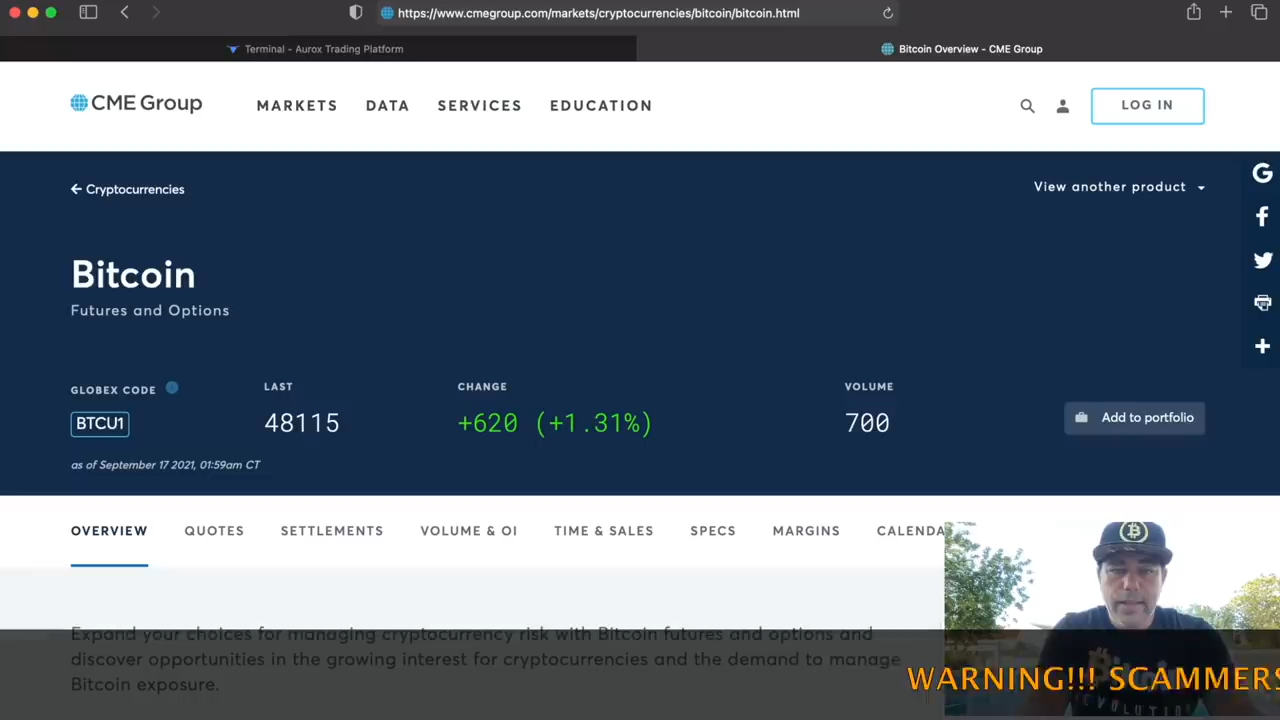 https://www.cmegroup.com/markets/cryptocurrencies/bitcoin/bitcoin.html
Terminal - Aurox Trading Platform
Bitcoin Overview - CME Group
CME Group
MARKETS DATA SERVICES EDUCATION
LOG IN
Cryptocurrencies
View another product
Bitcoin
Futures and Options
GLOBEX CODE LAST CHANGE VOLUME
BTCU1 48115 +620 (+1.31%) 700
Add to portfolio
as of September 17 2021, 01:59am CT
OVERVIEW QUOTES SETTLEMENTS VOLUME & OI TIME & SALES SPECS MARGINS CALENDA
Expand your choices for managing cryptocurrency risk with Bitcoin futures and options and
discover opportunities in the growing interest for cryptocurrencies and the demand to manage
Bitcoin exposure.
WARNING!!! SCAMMERS